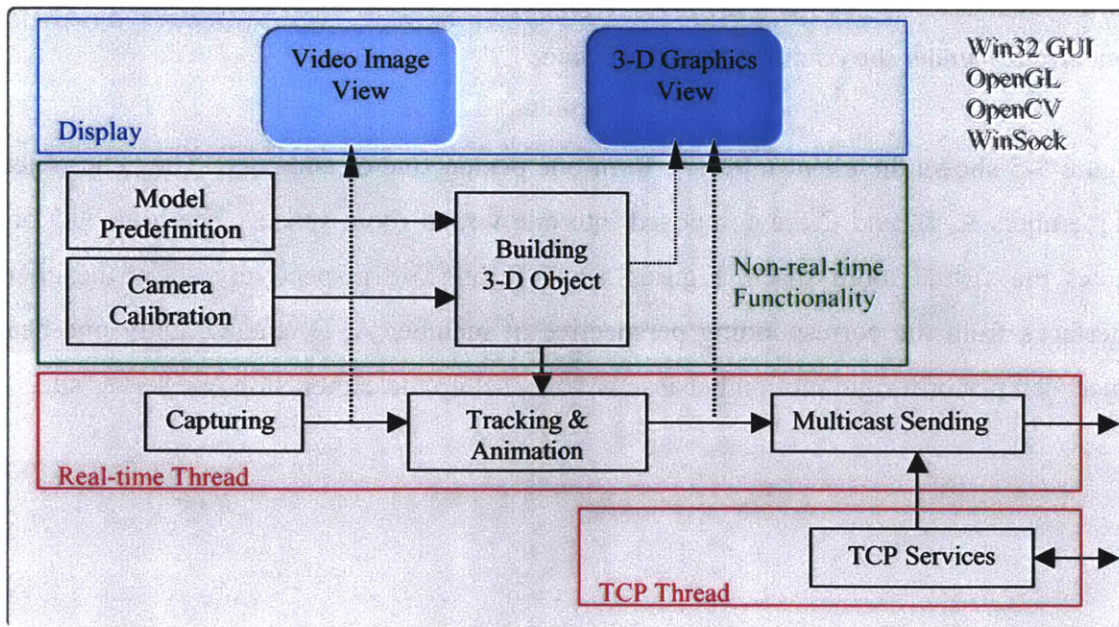 Video Image
View
3-D Graphics
View
Win32 GUI
OpenGL
OpenCV
WinSock
Display
Model
Predefinition
Camera
Calibration
Building
3-D Object
Non-real-time
Functionality
Capturing
Tracking &
Animation
Multicast Sending
Real-time Thread
TCP Services
TCP Thread